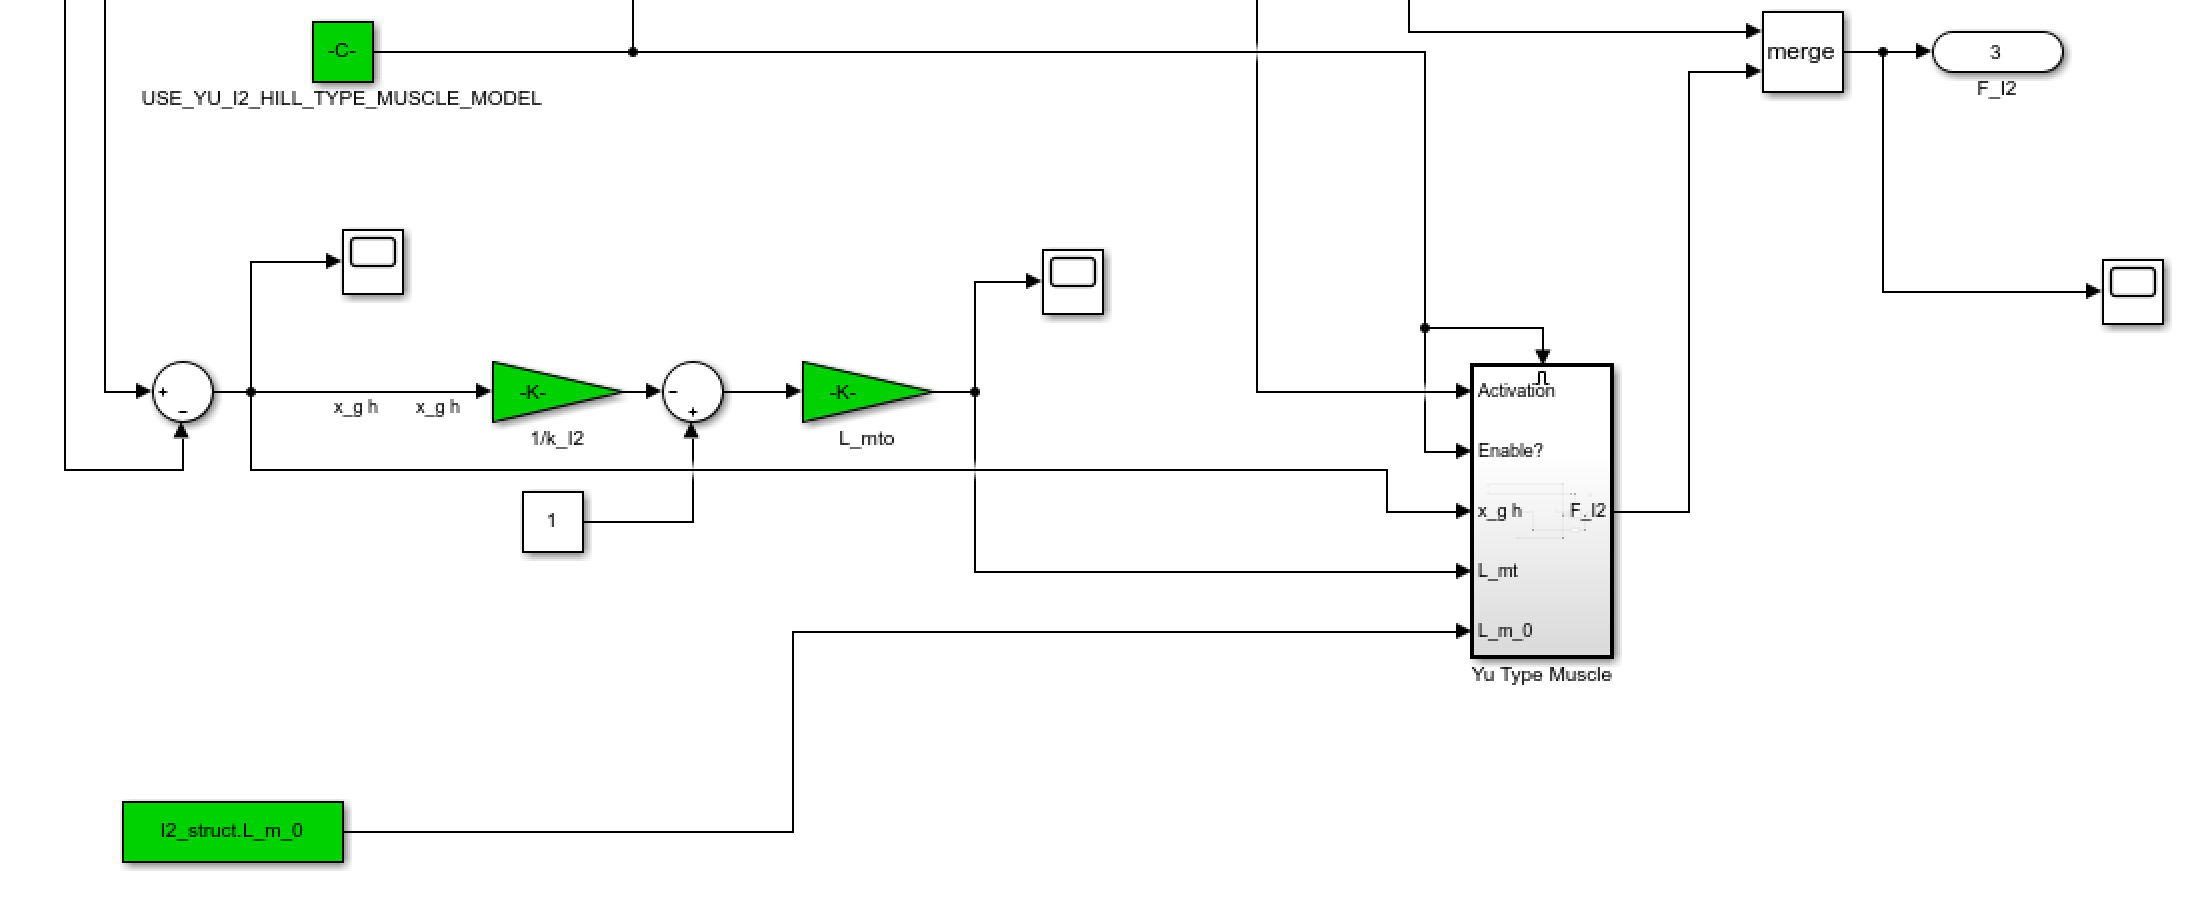 -C-
USE_YU_I2_HILL_TYPE_MUSCLE_MODEL
merge
3
F_I2
+
−
x_g h
x_g h
-K-
1/k_I2
−
+
-K-
L_mto
1
Activation
Enable?
x_g h
F_I2
L_mt
L_m_0
Yu Type Muscle
I2_struct.L_m_0